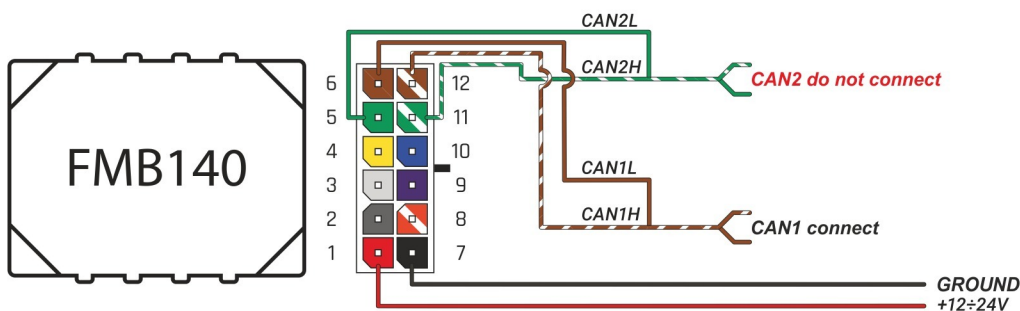 CAN2L
CAN2H
CAN2 do not connect
FMB140
6 12
5 11
4 10
3 9
2 8
1 7
CAN1L
CAN1H
CAN1 connect
GROUND
+12÷24V